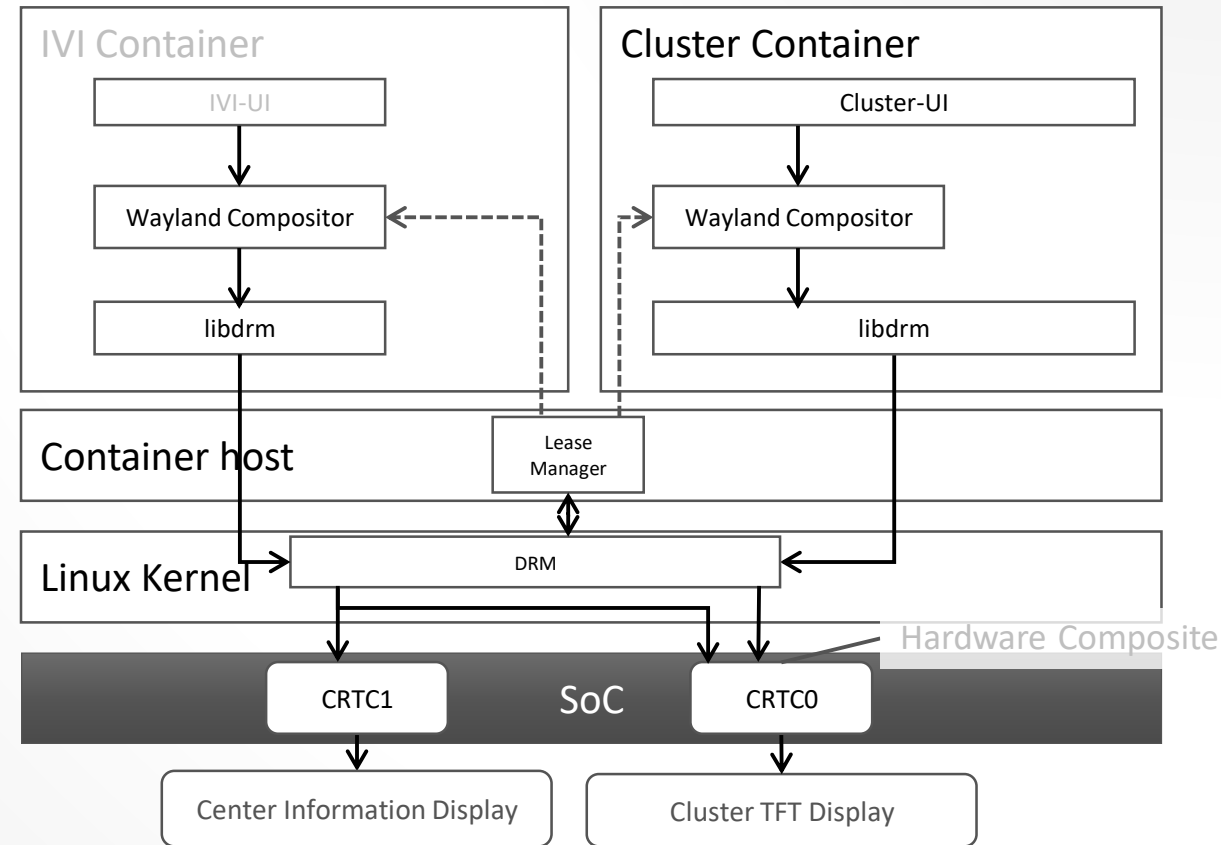 IVI Container
IVI-UI
Wayland Compositor
libdrm
Cluster Container
Cluster-UI
Wayland Compositor
libdrm
Container host
Lease
Manager
Linux Kernel
DRM
Hardware Composite
CRTC1
SoC
CRTC0
Center Information Display
Cluster TFT Display